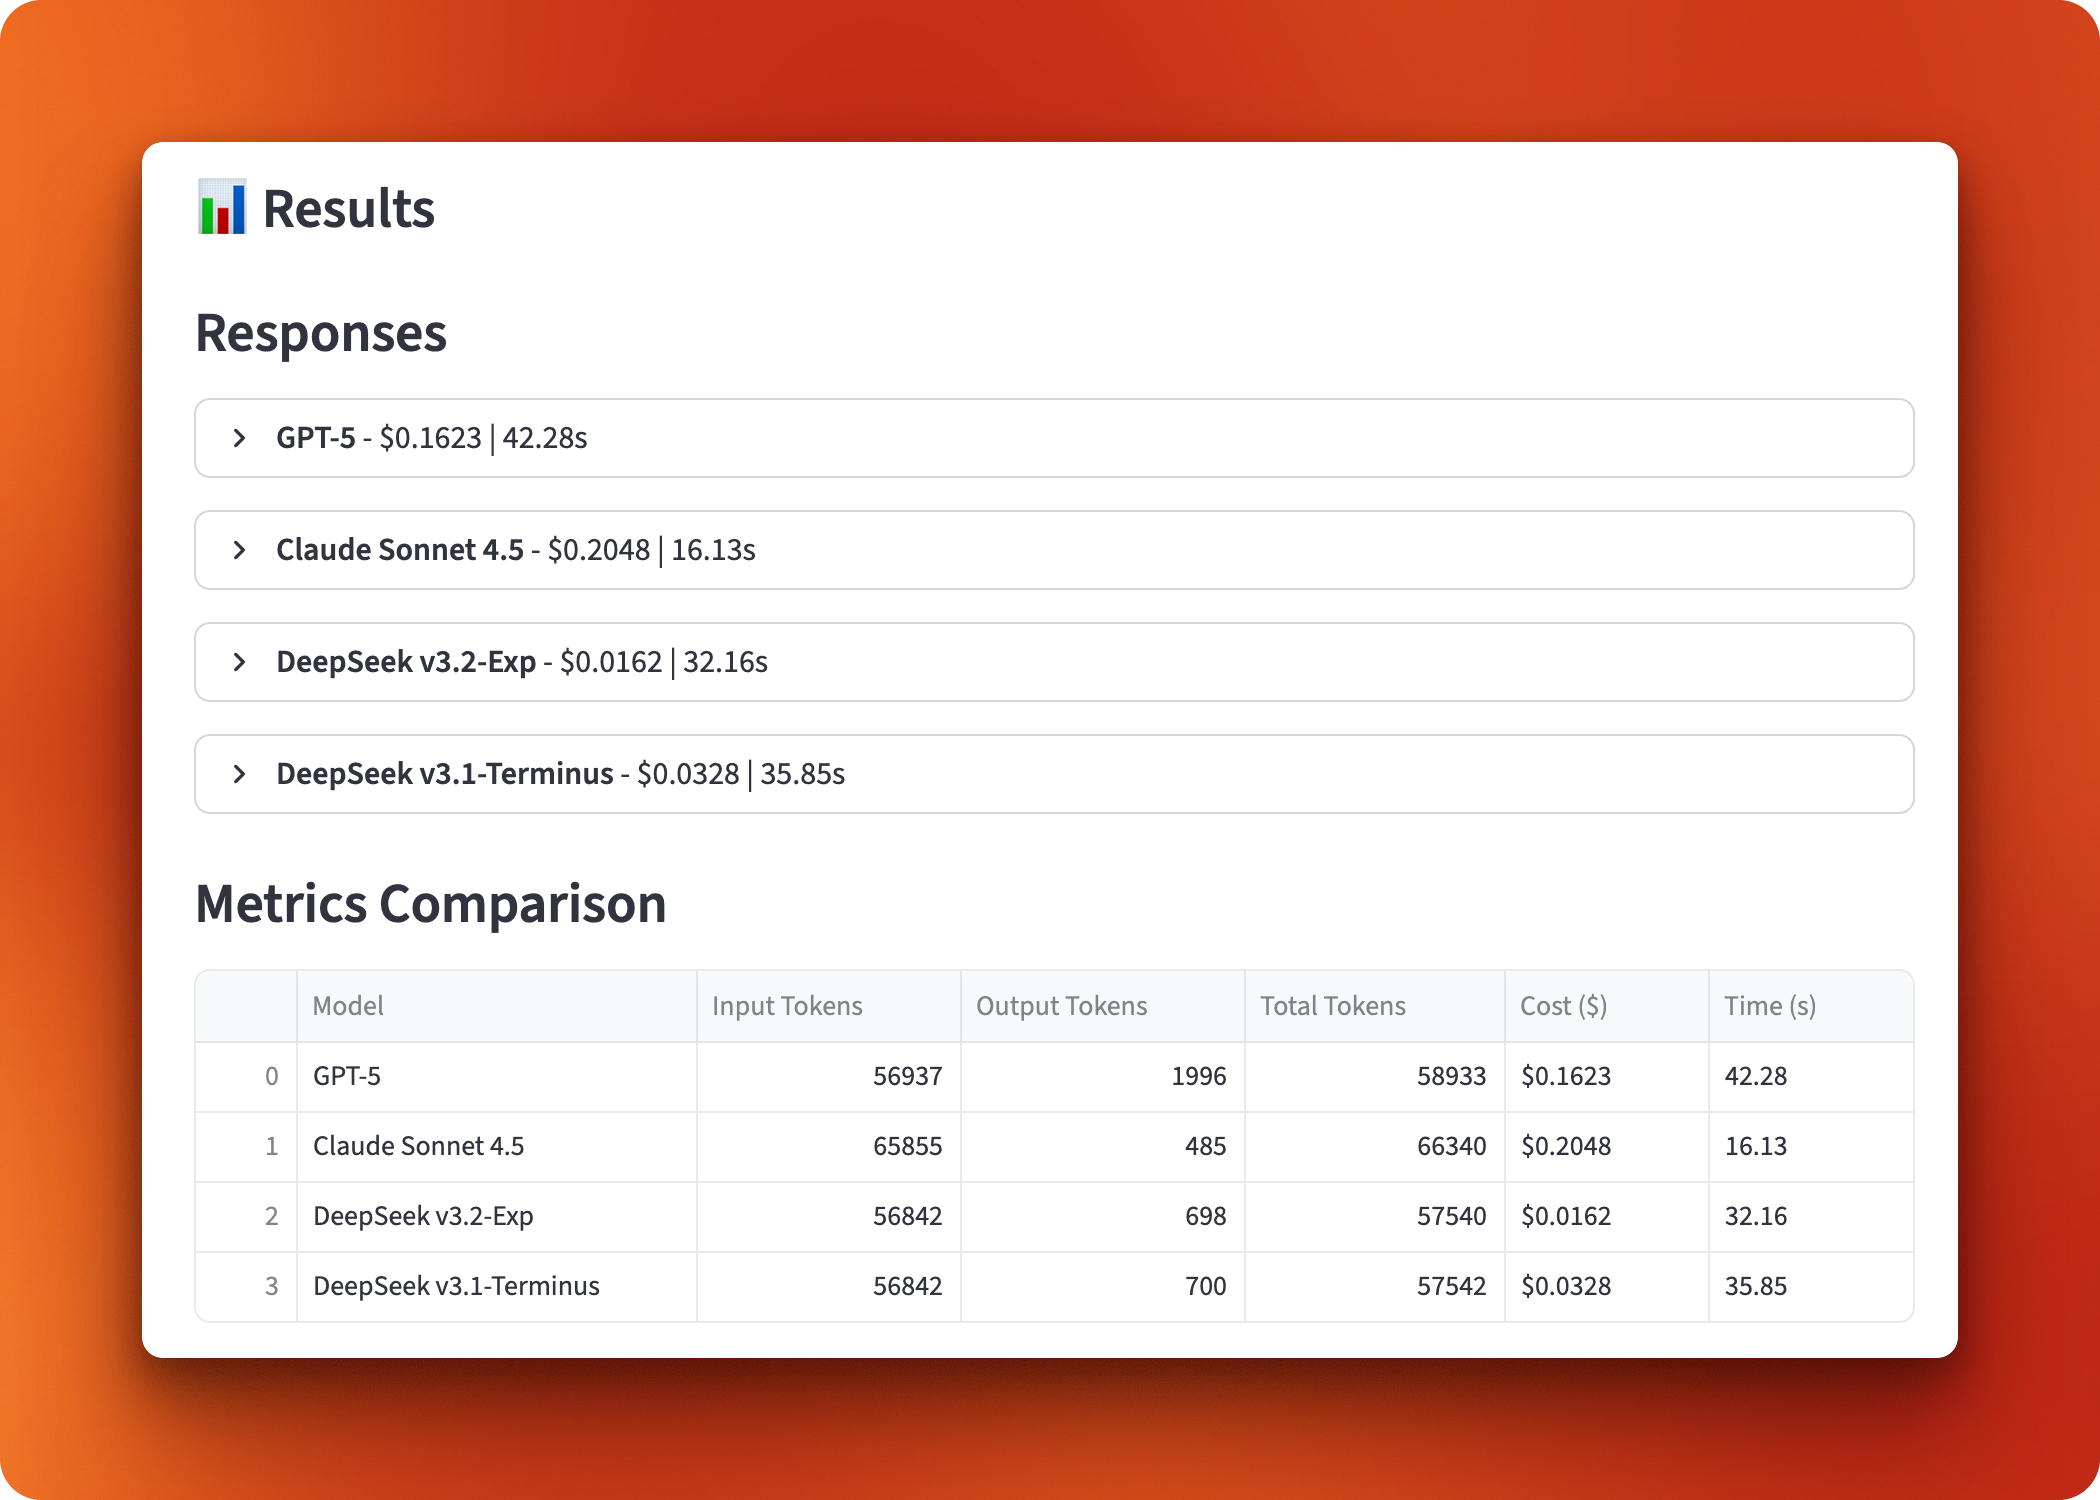 📊 Results
Responses
GPT-5 - $0.1623 | 42.28s
Claude Sonnet 4.5 - $0.2048 | 16.13s
DeepSeek v3.2-Exp - $0.0162 | 32.16s
DeepSeek v3.1-Terminus - $0.0328 | 35.85s
Metrics Comparison
Model Input Tokens Output Tokens Total Tokens Cost ($) Time (s)
0 GPT-5 56937 1996 58933 $0.1623 42.28
1 Claude Sonnet 4.5 65855 485 66340 $0.2048 16.13
2 DeepSeek v3.2-Exp 56842 698 57540 $0.0162 32.16
3 DeepSeek v3.1-Terminus 56842 700 57542 $0.0328 35.85